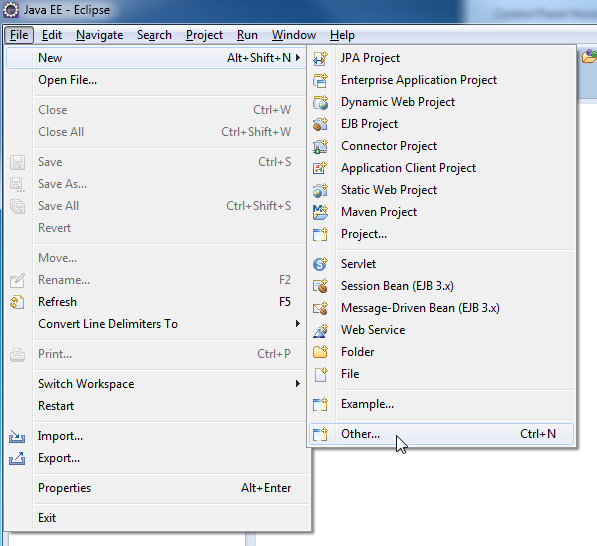 Java EE - Eclipse
File Edit Navigate Search Project Run Window Help
New Alt+Shift+N
Open File...
Close Ctrl+W
Close All Ctrl+Shift+W
Save Ctrl+S
Save As...
Save All Ctrl+Shift+S
Revert
Move...
Rename... F2
Refresh F5
Convert Line Delimiters To
Print... Ctrl+P
Switch Workspace
Restart
Import...
Export...
Properties Alt+Enter
Exit
JPA Project
Enterprise Application Project
Dynamic Web Project
EJB Project
Connector Project
Application Client Project
Static Web Project
Maven Project
Project...
Servlet
Session Bean (EJB 3.x)
Message-Driven Bean (EJB 3.x)
Web Service
Folder
File
Example...
Other... Ctrl+N